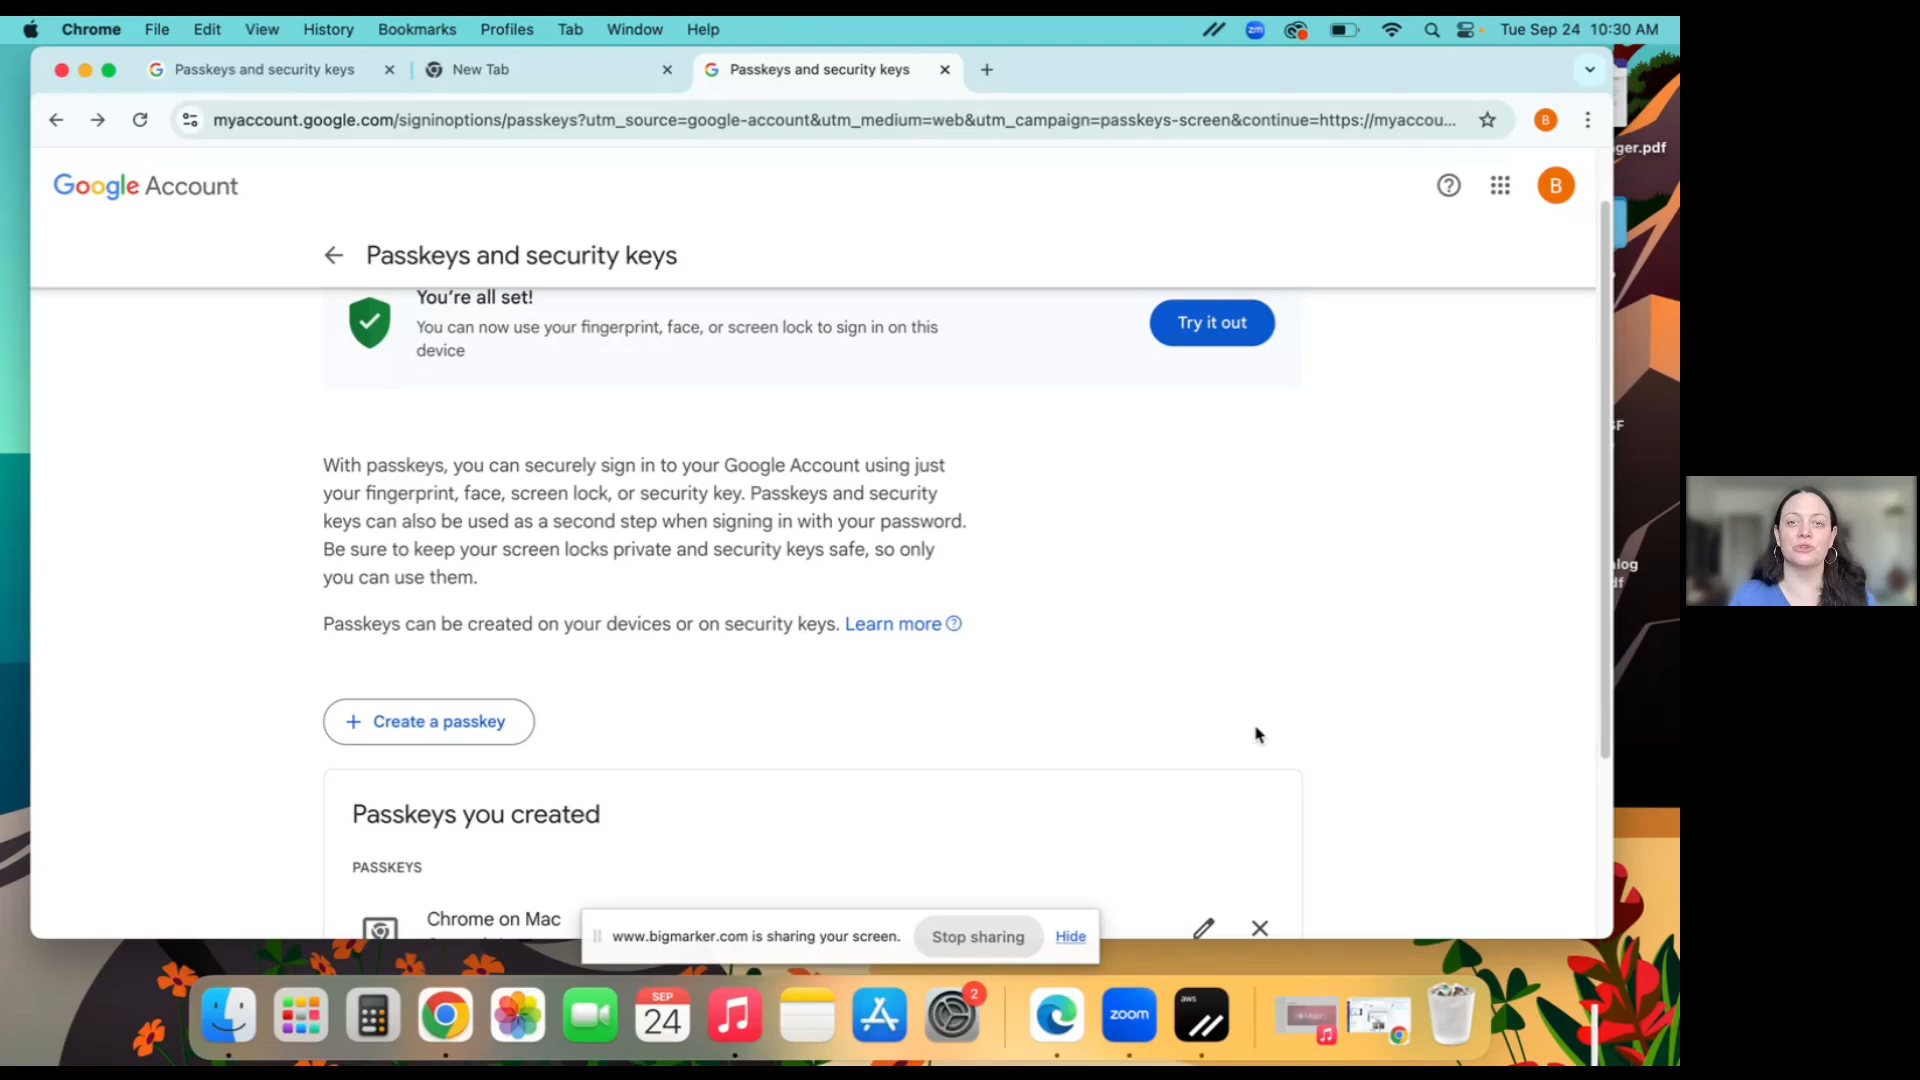 Chrome File Edit View History Bookmarks Profiles Tab Window Help zm Tue Sep 24 10:30 AM
Passkeys and security keys New Tab Passkeys and security keys
myaccount.google.com/signinoptions/passkeys?utm_source=google-account&utm_medium=web&utm_campaign=passkeys-screen&continue=https://myaccou... B
ger.pdf
Google Account B
Passkeys and security keys
You're all set!
You can now use your fingerprint, face, or screen lock to sign in on this
device
Try it out
With passkeys, you can securely sign in to your Google Account using just
your fingerprint, face, screen lock, or security key. Passkeys and security
keys can also be used as a second step when signing in with your password.
Be sure to keep your screen locks private and security keys safe, so only
you can use them.
Passkeys can be created on your devices or on security keys. Learn more
Create a passkey
Passkeys you created
PASSKEYS
Chrome on Mac
www.bigmarker.com is sharing your screen. Stop sharing Hide
SEP
24
2
zoom
aws